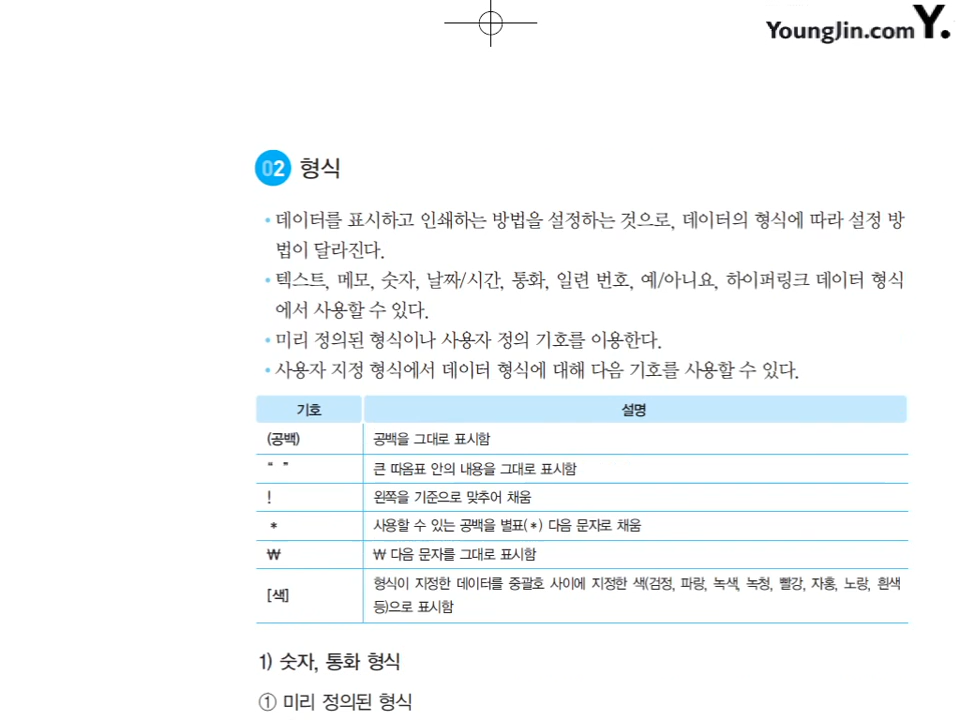 YoungJin.com Y.
02 형식
• 데이터를 표시하고 인쇄하는 방법을 설정하는 것으로, 데이터의 형식에 따라 설정 방
법이 달라진다.
• 텍스트, 메모, 숫자, 날짜/시간, 통화, 일련 번호, 예/아니요, 하이퍼링크 데이터 형식
에서 사용할 수 있다.
• 미리 정의된 형식이나 사용자 정의 기호를 이용한다.
• 사용자 지정 형식에서 데이터 형식에 대해 다음 기호를 사용할 수 있다.
기호 설명
(공백) 공백을 그대로 표시함
“ ” 큰 따옴표 안의 내용을 그대로 표시함
! 왼쪽을 기준으로 맞추어 채움
* 사용할 수 있는 공백을 별표(*) 다음 문자로 채움
₩ ₩ 다음 문자를 그대로 표시함
[색] 형식이 지정한 데이터를 중괄호 사이에 지정한 색(검정, 파랑, 녹색, 녹청, 빨강, 자홍, 노랑, 흰색
등)으로 표시함
1) 숫자, 통화 형식
① 미리 정의된 형식